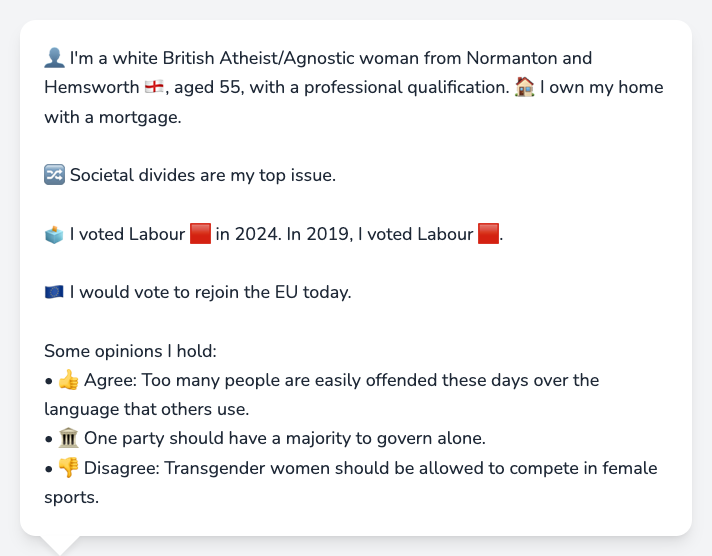 👤 I'm a white British Atheist/Agnostic woman from Normanton and
Hemsworth 🏴󠁧󠁢󠁥󠁮󠁧󠁿, aged 55, with a professional qualification. 🏠 I own my home
with a mortgage.
🔀 Societal divides are my top issue.
🗳️ I voted Labour 🟥 in 2024. In 2019, I voted Labour 🟥.
🇪🇺 I would vote to rejoin the EU today.
Some opinions I hold:
• 👍 Agree: Too many people are easily offended these days over the
language that others use.
• 🏛️ One party should have a majority to govern alone.
• 👎 Disagree: Transgender women should be allowed to compete in female
sports.